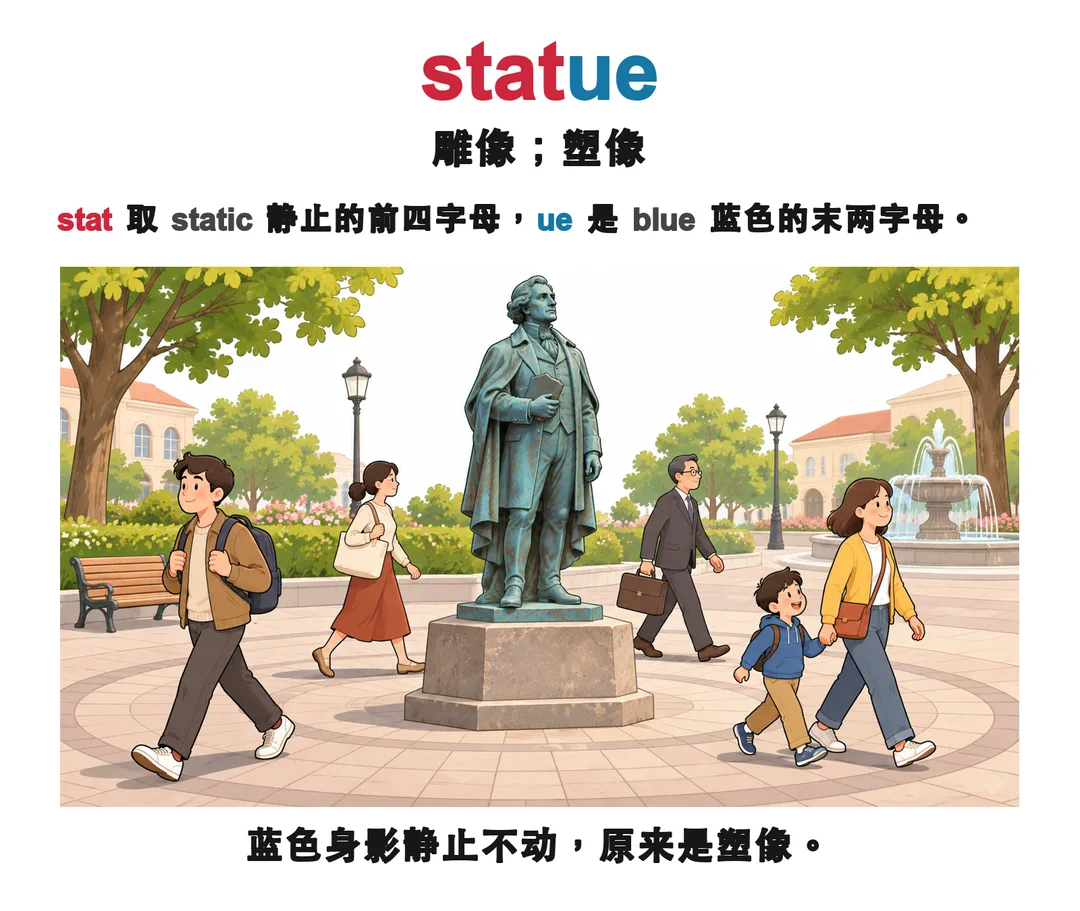 statue
雕像；塑像
stat 取 static 静止的前四字母，ue 是 blue 蓝色的末两字母。
蓝色身影静止不动，原来是塑像。